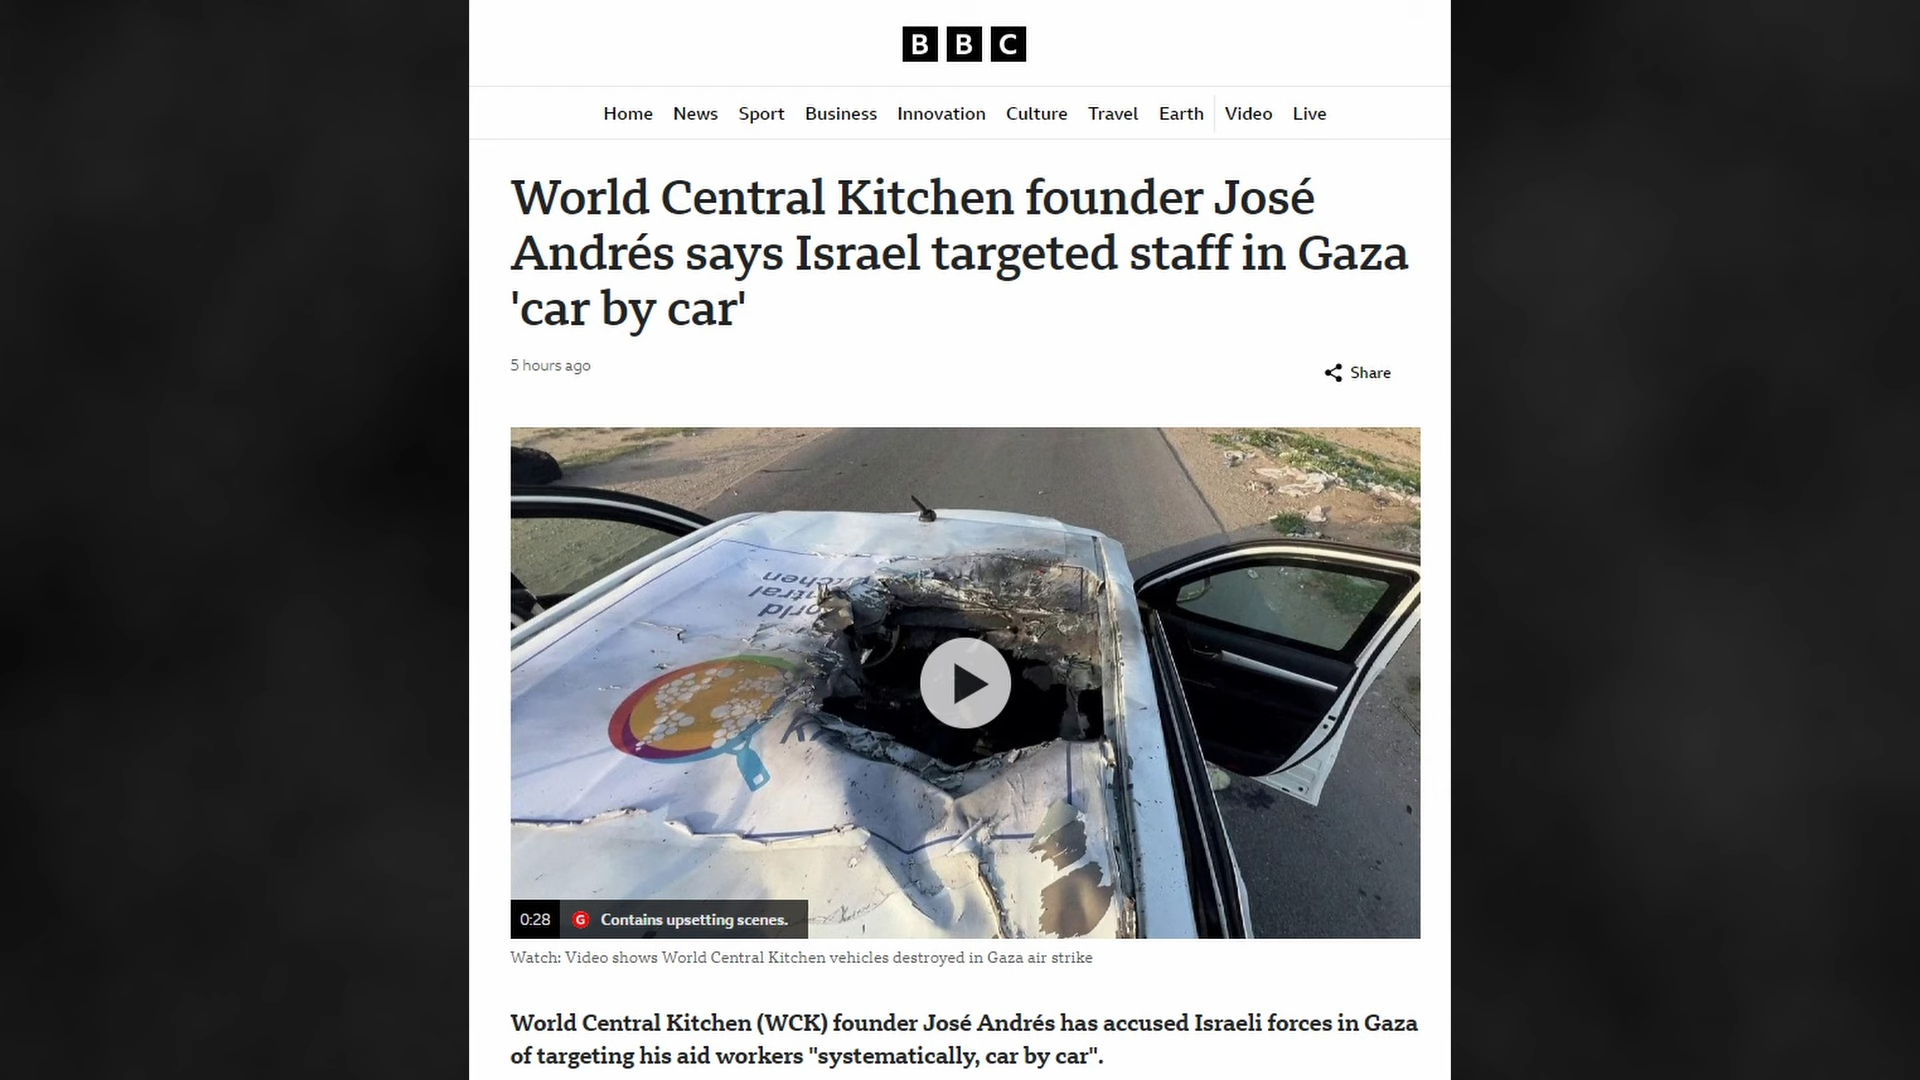 BBC
Home News Sport Business Innovation Culture Travel Earth Video Live
World Central Kitchen founder José
Andrés says Israel targeted staff in Gaza
'car by car'
5 hours ago
Share
0:28 G Contains upsetting scenes.
Watch: Video shows World Central Kitchen vehicles destroyed in Gaza air strike
World Central Kitchen (WCK) founder José Andrés has accused Israeli forces in Gaza
of targeting his aid workers "systematically, car by car".